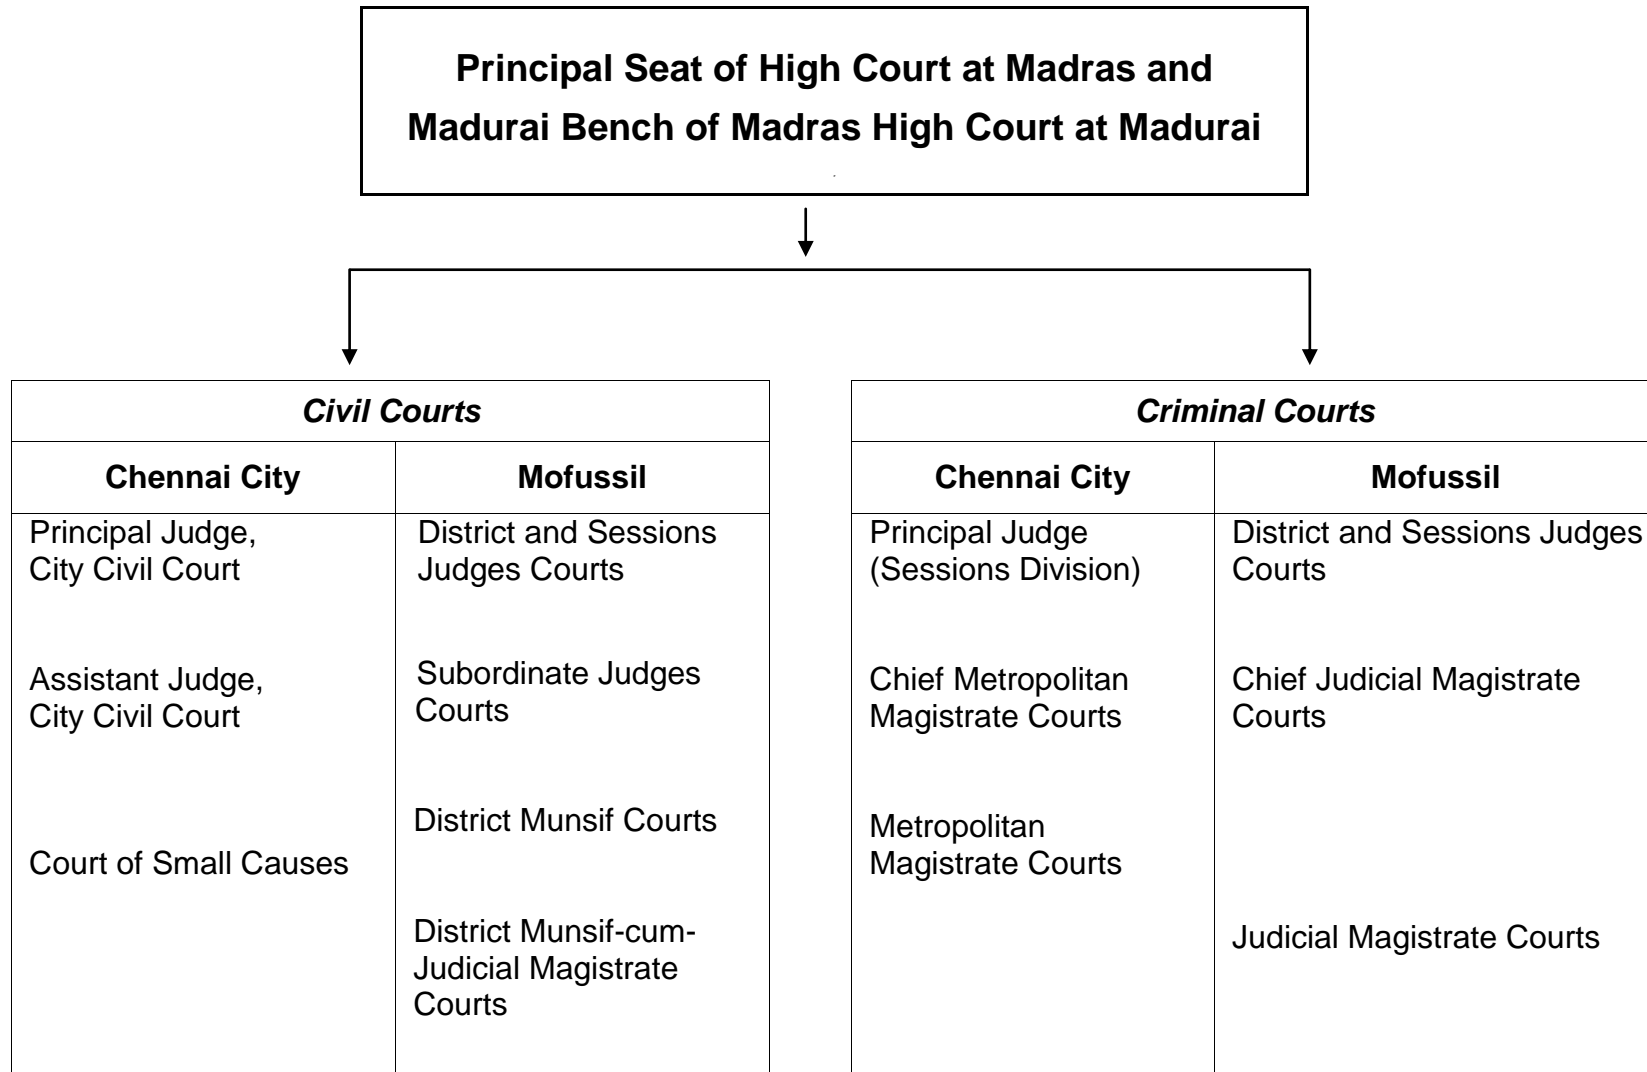 Principal Seat of High Court at Madras and
Madurai Bench of Madras High Court at Madurai
.
Civil Courts
Chennai City
Mofussil
Principal Judge,
City Civil Court
Assistant Judge,
City Civil Court
Court of Small Causes
District and Sessions
Judges Courts
Subordinate Judges
Courts
District Munsif Courts
District Munsif-cum-
Judicial Magistrate
Courts
Criminal Courts
Chennai City
Mofussil
Principal Judge
(Sessions Division)
Chief Metropolitan
Magistrate Courts
Metropolitan
Magistrate Courts
District and Sessions Judges
Courts
Chief Judicial Magistrate
Courts
Judicial Magistrate Courts